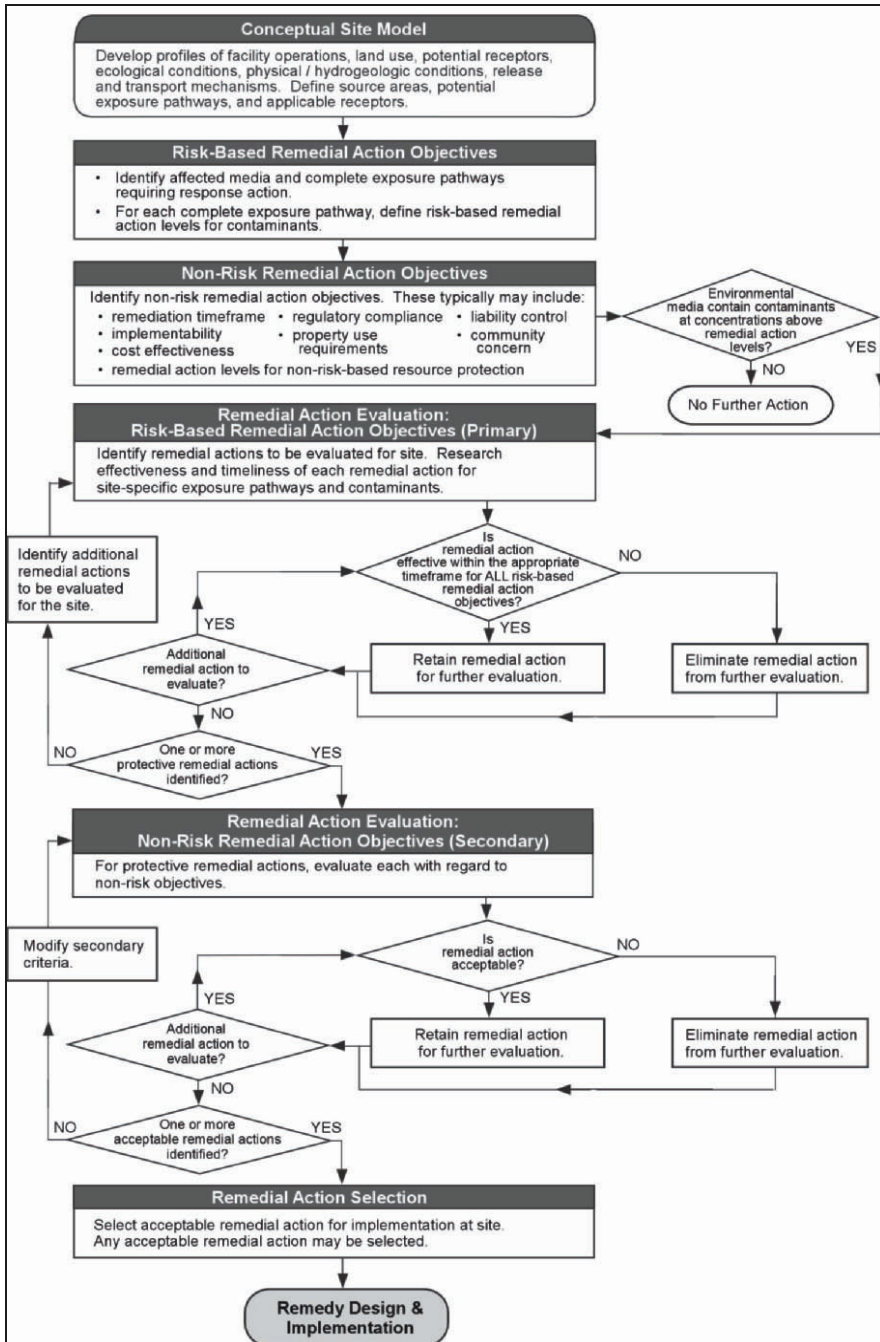 Conceptual Site Model
Develop profiles of facility operations, land use, potential receptors,
ecological conditions, physical / hydrogeologic conditions, release
and transport mechanisms. Define source areas, potential
exposure pathways, and applicable receptors.
Risk-Based Remedial Action Objectives
• Identify affected media and complete exposure pathways
requiring response action.
• For each complete exposure pathway, define risk-based remedial
action levels for contaminants.
Non-Risk Remedial Action Objectives
Identify non-risk remedial action objectives. These typically may include:
• remediation timeframe
• implementability
• cost effectiveness
• regulatory compliance
• property use
requirements
• liability control
• community
concern
• remedial action levels for non-risk-based resource protection
Environmental
media contain contaminants
at concentrations above
remedial action
levels?
YES
NO
No Further Action
Remedial Action Evaluation:
Risk-Based Remedial Action Objectives (Primary)
Identify remedial actions to be evaluated for site. Research
effectiveness and timeliness of each remedial action for
site-specific exposure pathways and contaminants.
Identify additional
remedial actions
to be evaluated
for the site.
Is
remedial action
effective within the appropriate
timeframe for ALL risk-based
remedial action
objectives?
NO
YES
YES
Additional
remedial action to
evaluate?
Retain remedial action
for further evaluation.
Eliminate remedial action
from further evaluation.
NO
NO
One or more
protective remedial actions
identified?
YES
Remedial Action Evaluation:
Non-Risk Remedial Action Objectives (Secondary)
For protective remedial actions, evaluate each with regard to
non-risk objectives.
Modify secondary
criteria.
Is
remedial action
acceptable?
NO
YES
YES
Additional
remedial action to
evaluate?
Retain remedial action
for further evaluation.
Eliminate remedial action
from further evaluation.
NO
NO
One or more
acceptable remedial actions
identified?
YES
Remedial Action Selection
Select acceptable remedial action for implementation at site.
Any acceptable remedial action may be selected.
Remedy Design &
Implementation